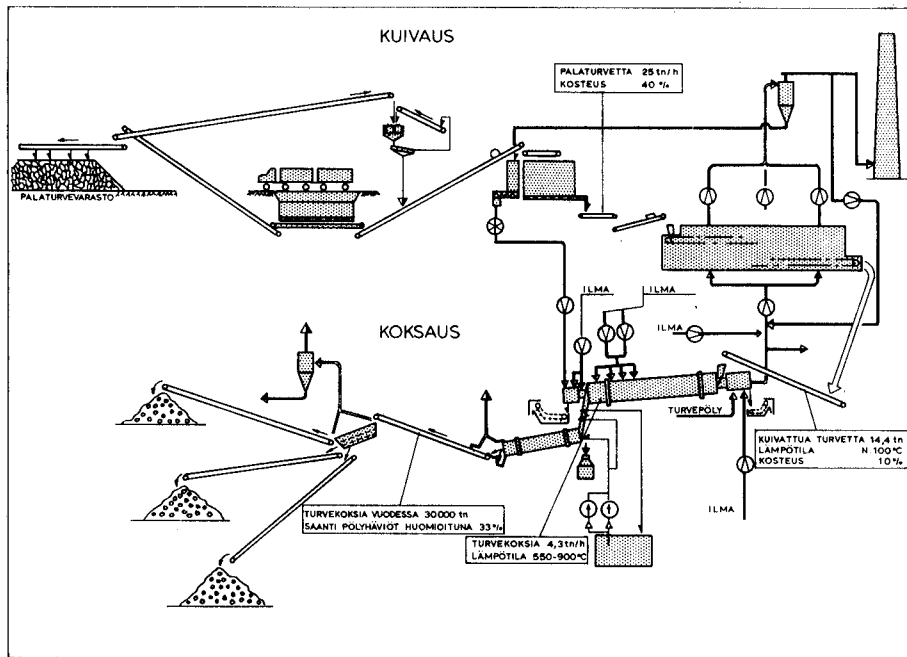 KUIVAUS
PALATURVETTA 25 tn/h
KOSTEUS 40 %
PALATURVEVARASTO
ILMA
ILMA
ILMA
KOKSAUS
TURVEPÖLY
KUIVATTUA TURVETTA 14,4 tn
LÄMPÖTILA N. 100°C
KOSTEUS 10 %
ILMA
TURVEKOKSIA VUODESSA 30000 tn
SAANTI PÖLYHÄVIÖT HUOMIOITUNA 33 %
TURVEKOKSIA 4,3 tn/h
LÄMPÖTILA 550-900°C